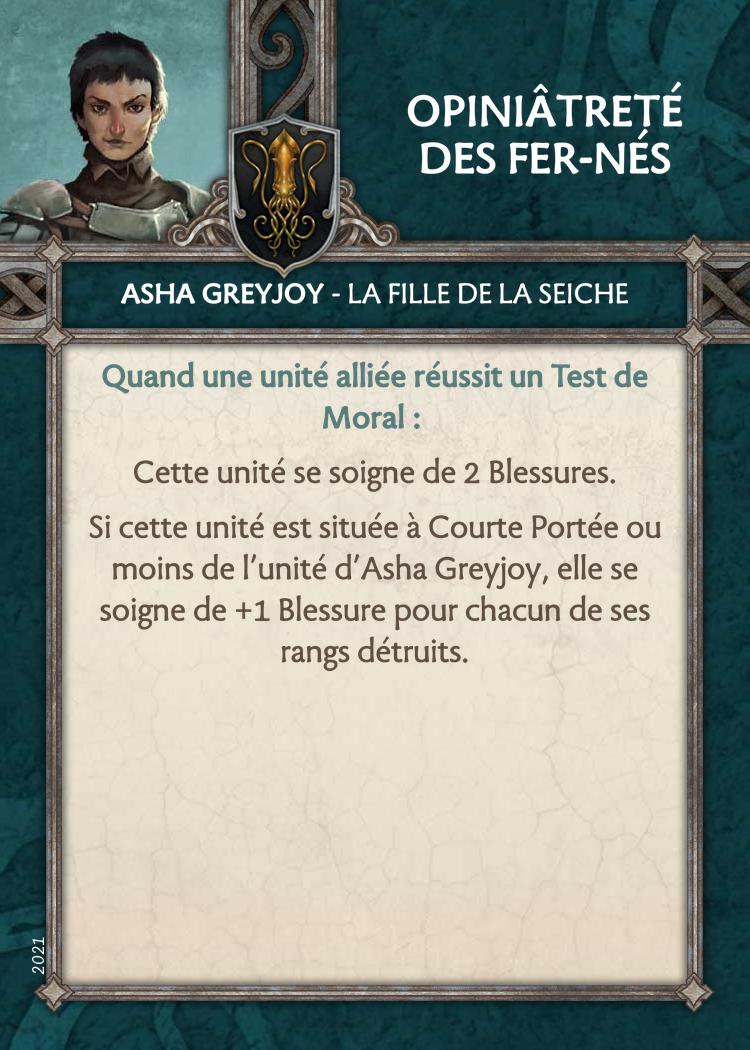 OPINIÂTRETÉ
DES FER-NÉS
ASHA GREYJOY - LA FILLE DE LA SEICHE
Quand une unité alliée réussit un Test de
Moral :
Cette unité se soigne de 2 Blessures.
Si cette unité est située à Courte Portée ou
moins de l'unité d'Asha Greyjoy, elle se
soigne de +1 Blessure pour chacun de ses
rangs détruits.
2021